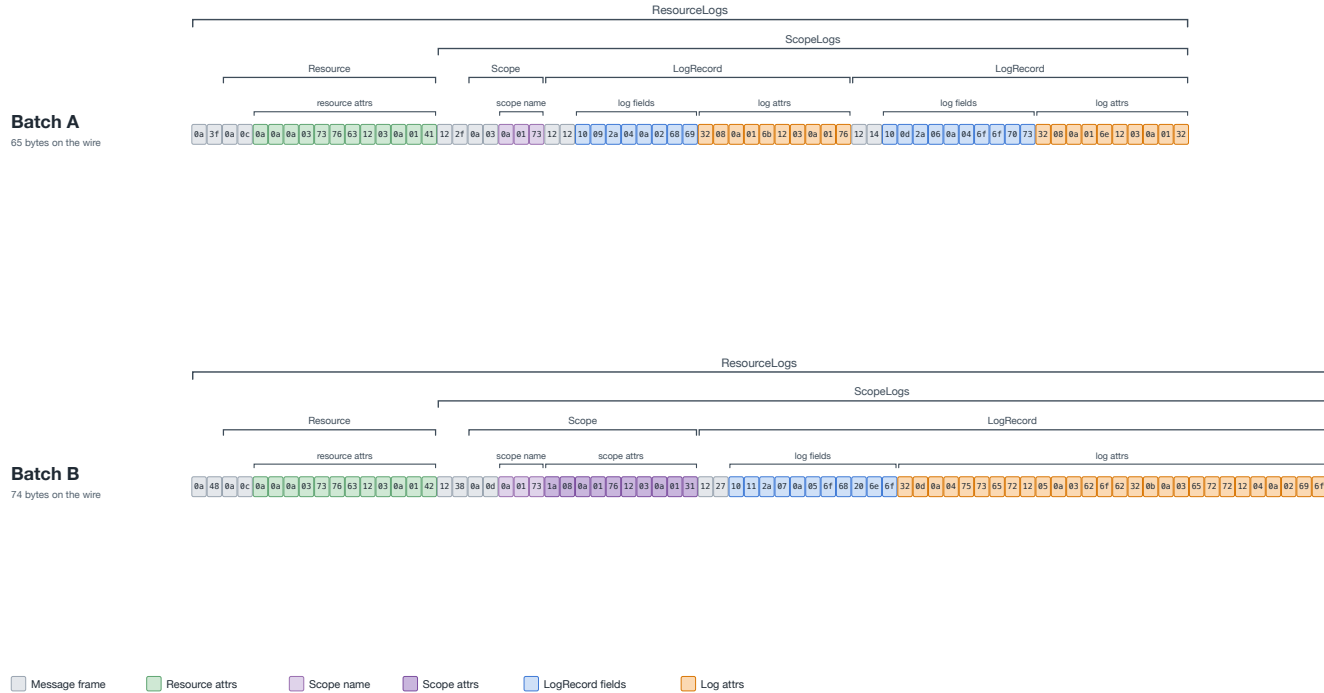 ResourceLogs
ScopeLogs
Resource Scope LogRecord LogRecord
resource attrs scope name log fields log attrs log fields log attrs
Batch A
65 bytes on the wire
0a 3f 0a 0c 0a 0a 0a 03 73 76 63 12 03 0a 01 41 12 2f 0a 03 0a 01 73 12 12 10 09 2a 04 0a 02 68 69 32 08 0a 01 6b 12 03 0a 01 76 12 14 10 0d 2a 06 0a 04 6f 6f 70 73 32 08 0a 01 6e 12 03 0a 01 32
ResourceLogs
ScopeLogs
Resource Scope LogRecord
resource attrs scope name scope attrs log fields log attrs
Batch B
74 bytes on the wire
0a 48 0a 0c 0a 0a 0a 03 73 76 63 12 03 0a 01 42 12 38 0a 0d 0a 01 73 1a 08 0a 01 76 12 03 0a 01 31 12 27 10 11 2a 07 0a 05 6f 68 20 6e 6f 32 0d 0a 04 75 73 65 72 12 05 0a 03 62 6f 62 32 0b 0a 03 65 72 72 12 04 0a 02 69 6f
Message frame Resource attrs Scope name Scope attrs LogRecord fields Log attrs